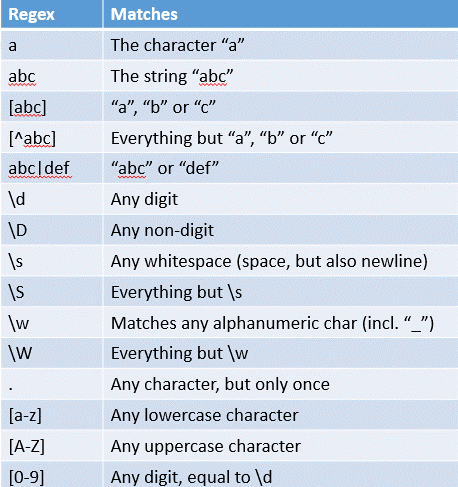 Regex Matches
a The character “a”
abc The string “abc”
[abc] “a”, “b” or “c”
[^abc] Everything but “a”, “b” or “c”
abc|def “abc” or “def”
\d Any digit
\D Any non-digit
\s Any whitespace (space, but also newline)
\S Everything but \s
\w Matches any alphanumeric char (incl. “_”)
\W Everything but \w
. Any character, but only once
[a-z] Any lowercase character
[A-Z] Any uppercase character
[0-9] Any digit, equal to \d